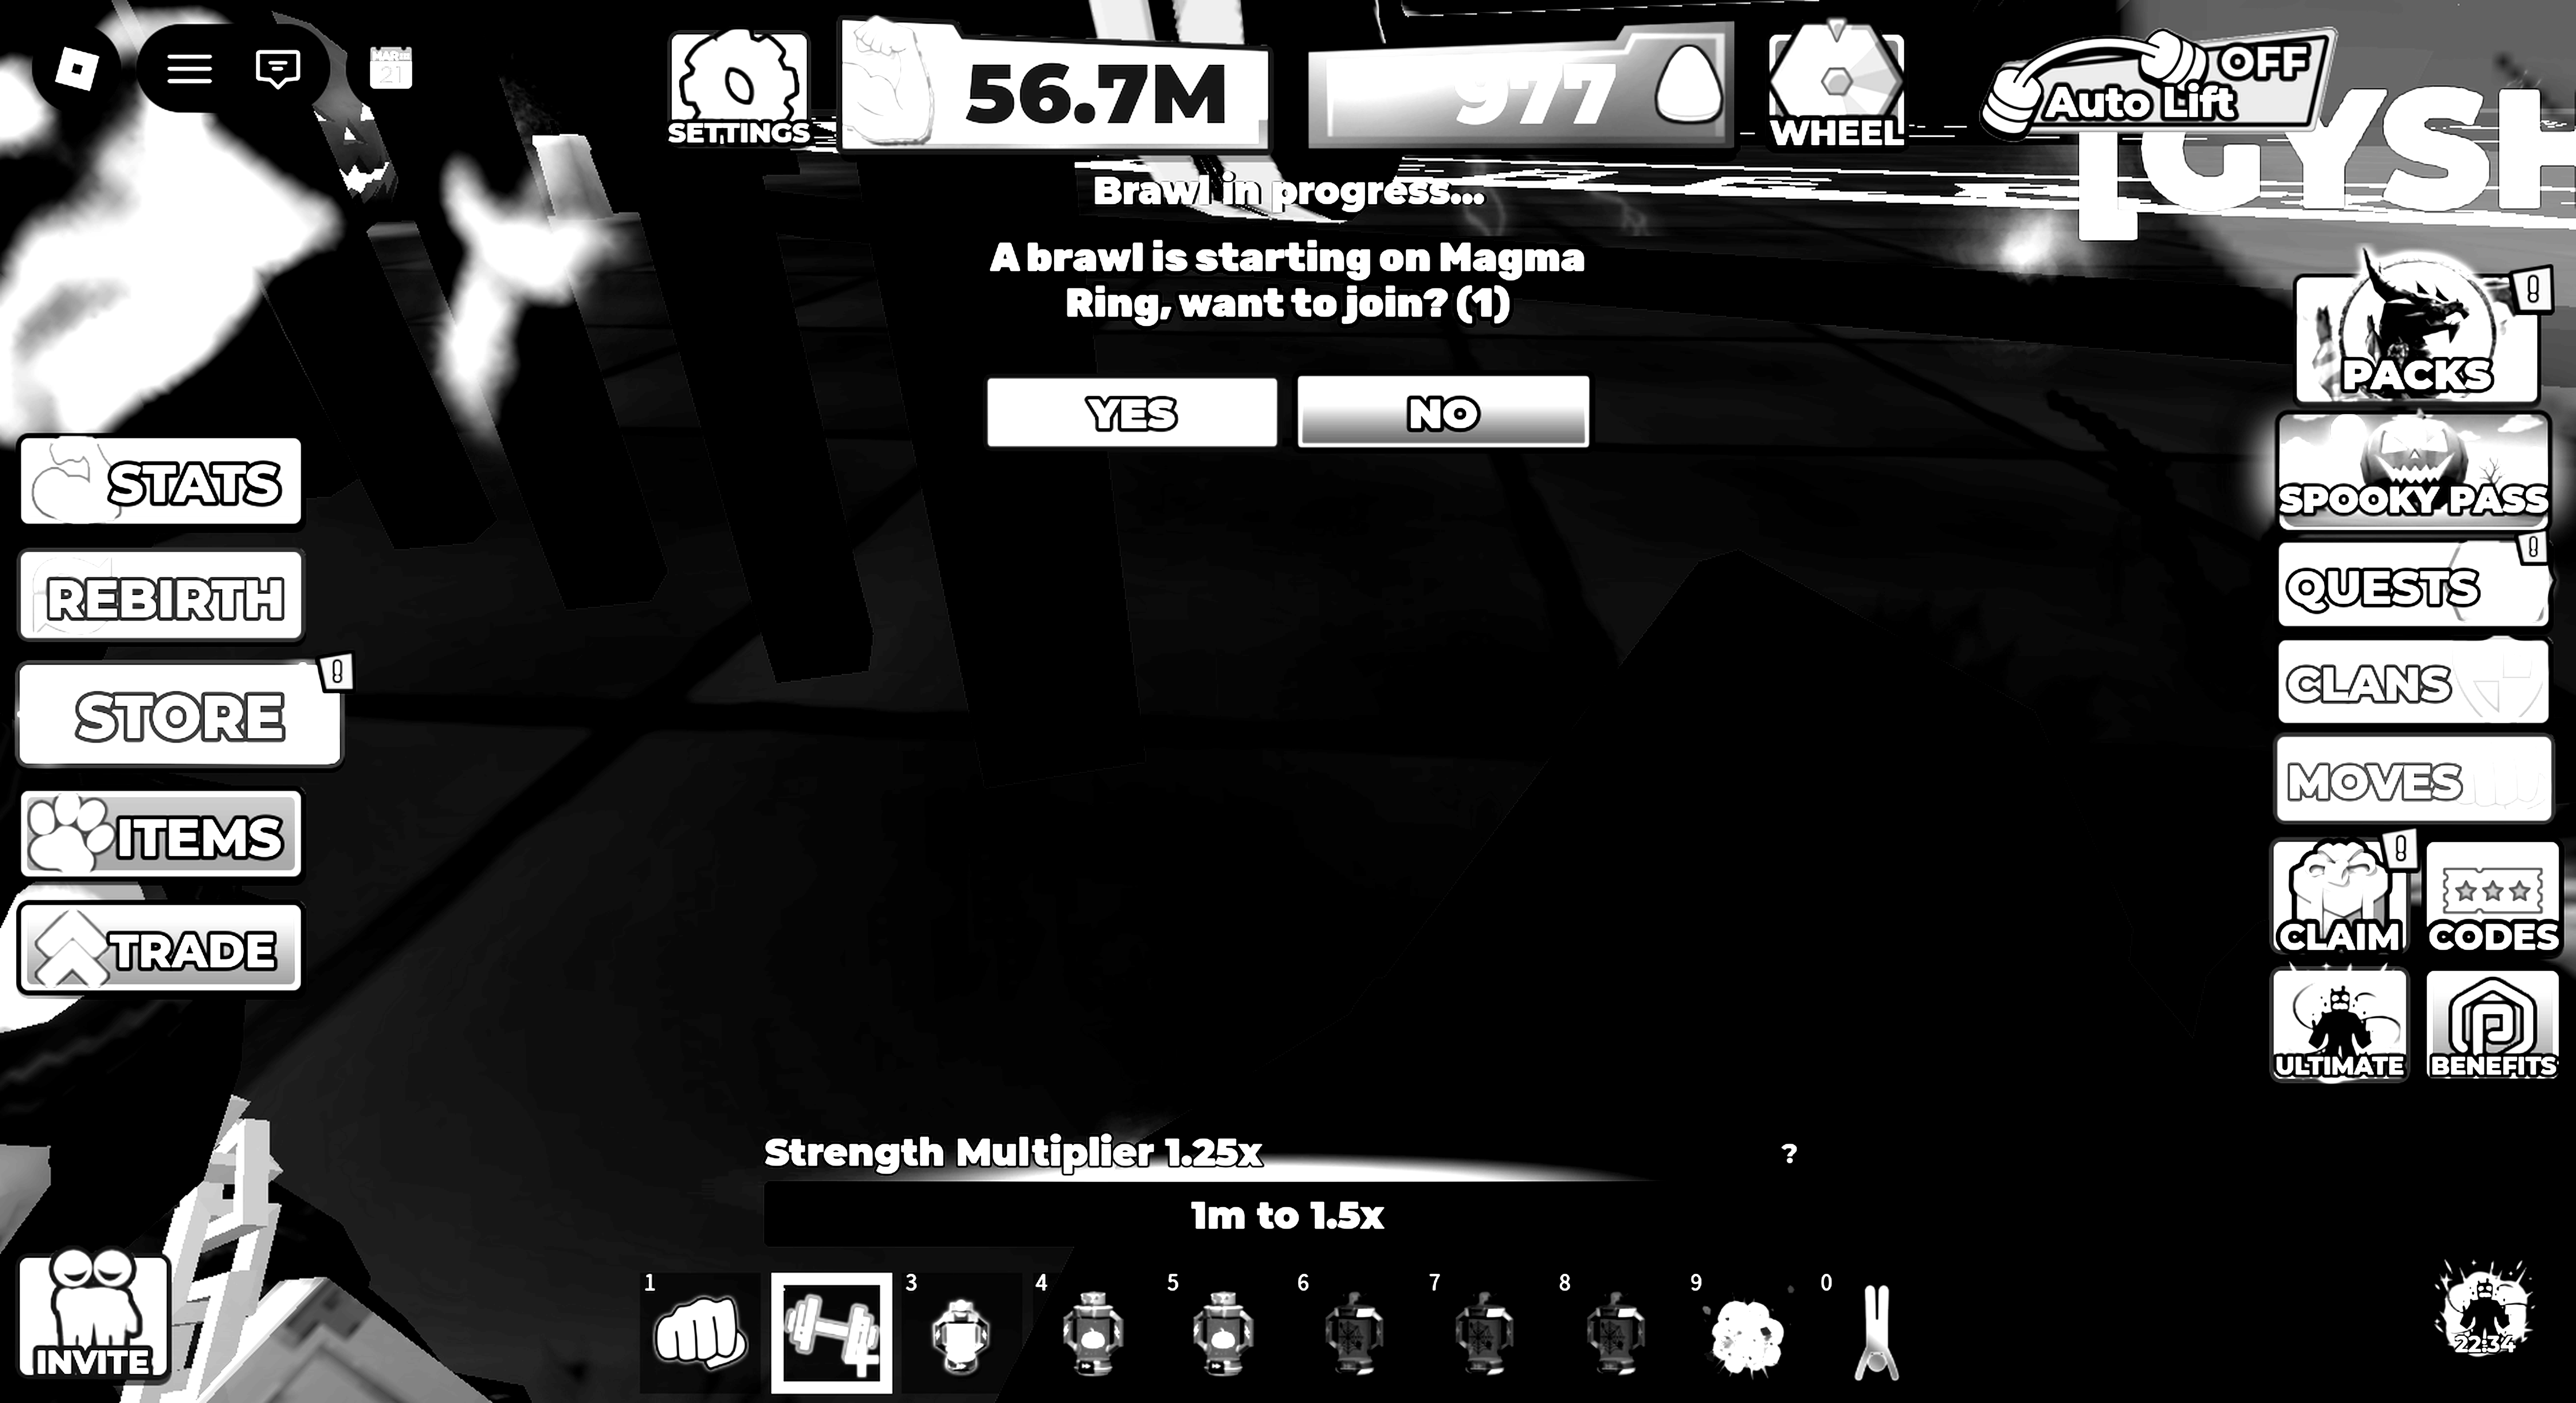 MAR
21
SETTINGS
56.7M
977
WHEEL
OFF
Auto Lift
Brawl in progress...
A brawl is starting on Magma
Ring, want to join? (1)
YES
NO
STATS
REBIRTH
STORE
ITEMS
TRADE
INVITE
PACKS
SPOOKY PASS
QUESTS
CLANS
MOVES
CLAIM
CODES
ULTIMATE
BENEFITS
Strength Multiplier 1.25x
?
1m to 1.5x
1
3
4
5
6
7
8
9
0
22:34